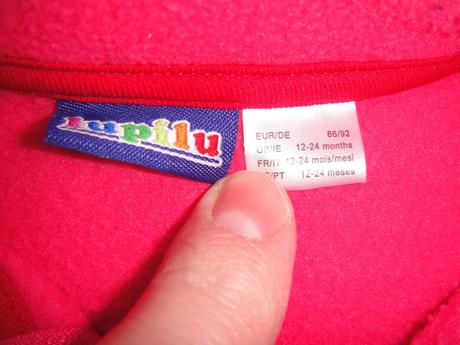 lupilu
EUR/DE 86/92
GB/IE 12-24 months
FR/IT 12-24 mois/mesi
/PT 12-24 meses